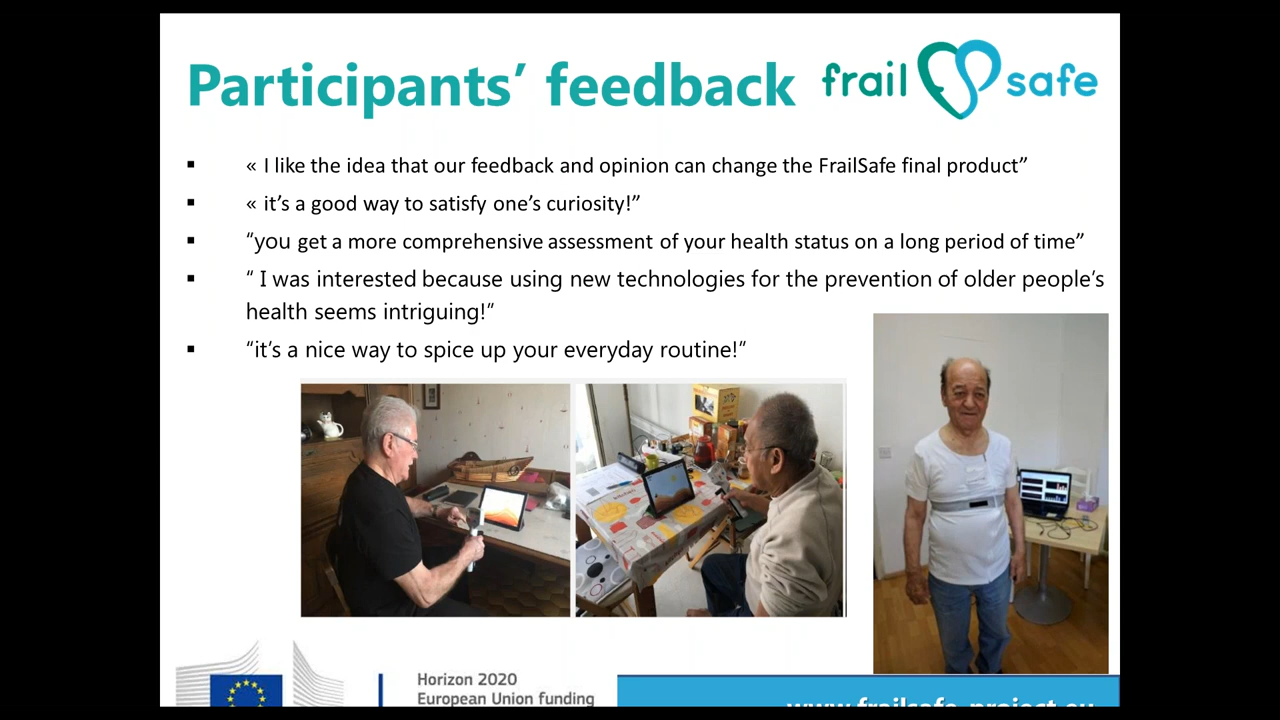 Participants’ feedback
frail safe
▪ « I like the idea that our feedback and opinion can change the FrailSafe final product”
▪ « it’s a good way to satisfy one’s curiosity!”
▪ “you get a more comprehensive assessment of your health status on a long period of time”
▪ “ I was interested because using new technologies for the prevention of older people’s
health seems intriguing!”
▪ “it’s a nice way to spice up your everyday routine!”
Horizon 2020
European Union funding
www.frailsafe-project.eu